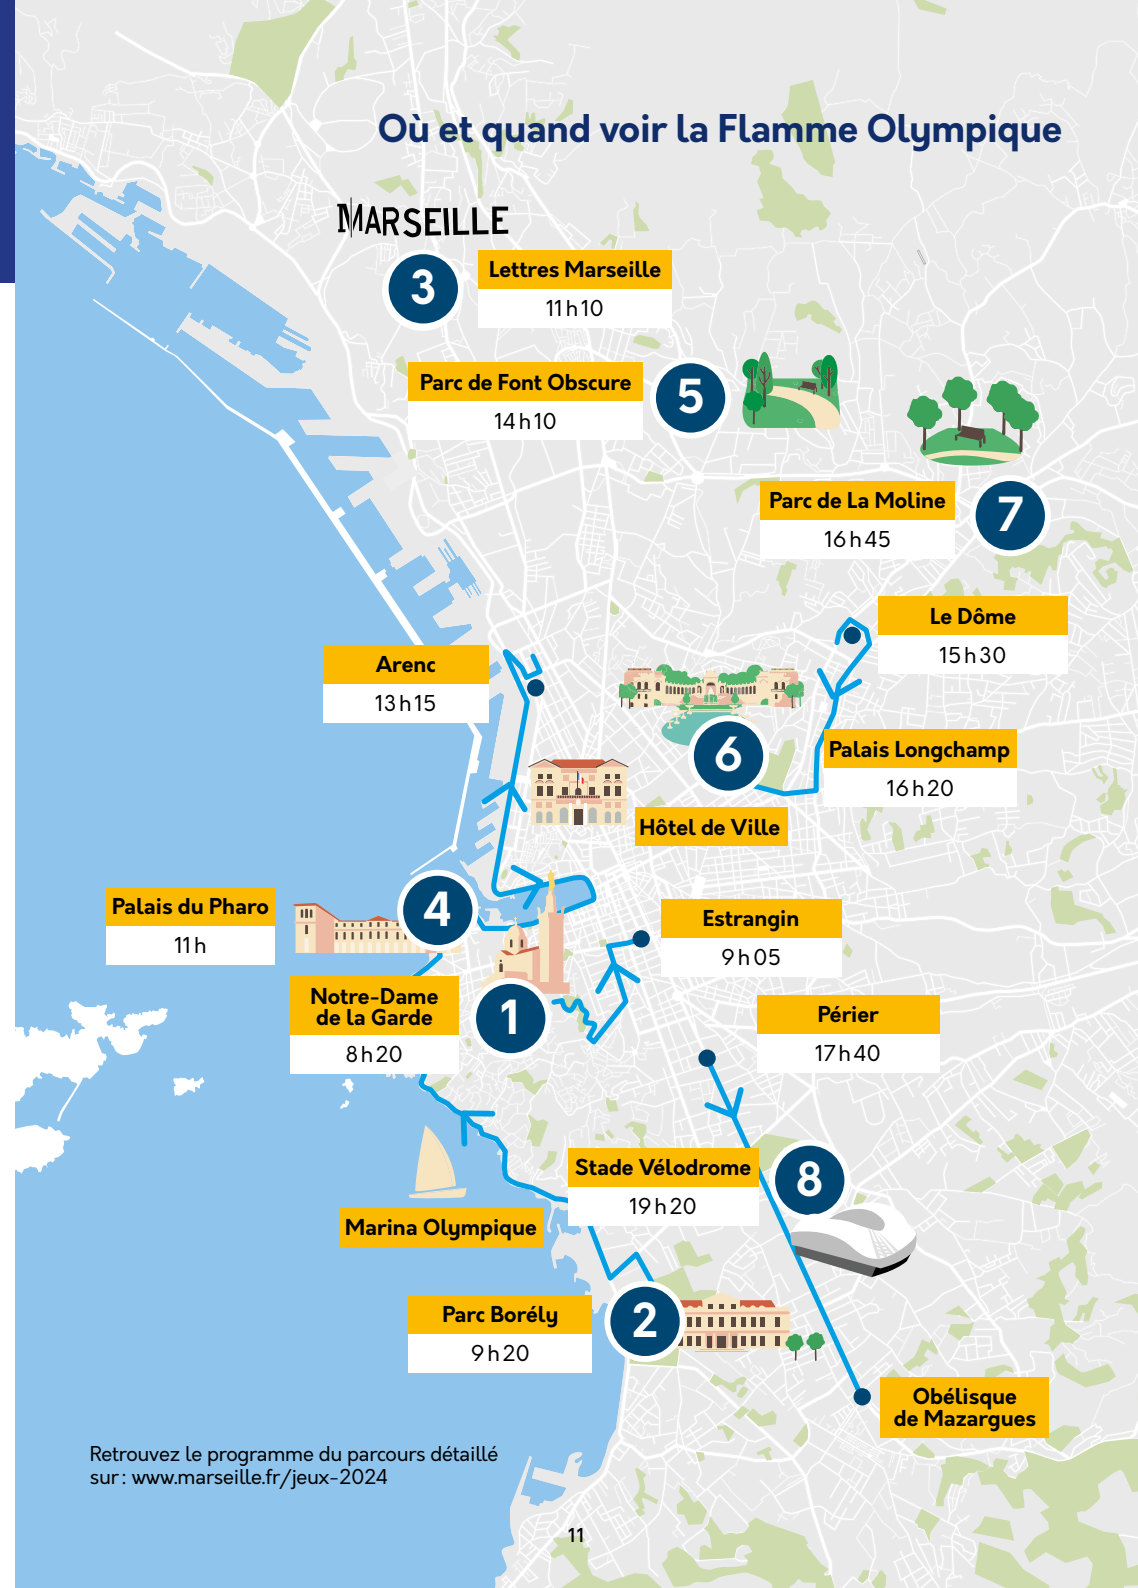 Où et quand voir la Flamme Olympique
MARSEILLE
3
Lettres Marseille
11h10
Parc de Font Obscure
14h10
5
Parc de La Moline
16h45
7
Le Dôme
15h30
Arenc
13h15
6
Palais Longchamp
16h20
Hôtel de Ville
Palais du Pharo
11h
4
Estrangin
9h05
Notre-Dame
de la Garde
8h20
1
Périer
17h40
Stade Vélodrome
19h20
8
Marina Olympique
Parc Borély
9h20
2
Obélisque
de Mazargues
Retrouvez le programme du parcours détaillé
sur : www.marseille.fr/jeux-2024
11